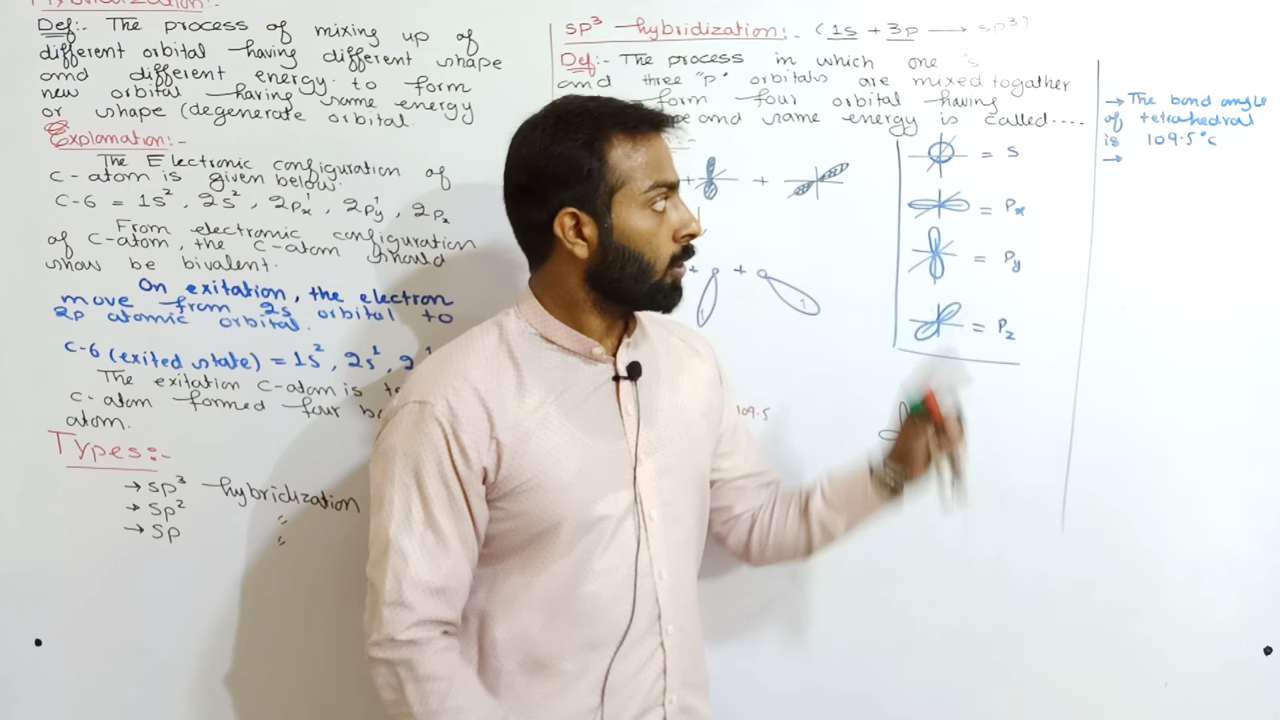 Def:- The process of mixing up of
different orbital having different shape
and different energy to form
new orbital having same energy
or shape (degenerate orbital.
Explanation:-
The Electronic configuration of
C-atom is given below.
C-6 = 1s², 2s², 2px¹, 2py¹, 2pz
From electronic configuration
of C-atom, the C-atom should
show be bivalent.
On exitation, the electron
move from 2s orbital to
2p atomic orbital.
C-6 (exited state) = 1s², 2s¹, 2
The exitation C-atom is
C-atom formed four
atom.
Types:-
→ sp³ hybridization
→ sp² "
→ sp "
sp³ hybridization:- (1s + 3p → sp³)
Def:- The process in which one s
and three "p" orbitals are mixed togather
form four orbital having
and same energy is called....
+ +
+ +
109.5
= s
= Px
= Py
= Pz
→ The bond angle
of tetrahedral
is 109.5°c
→